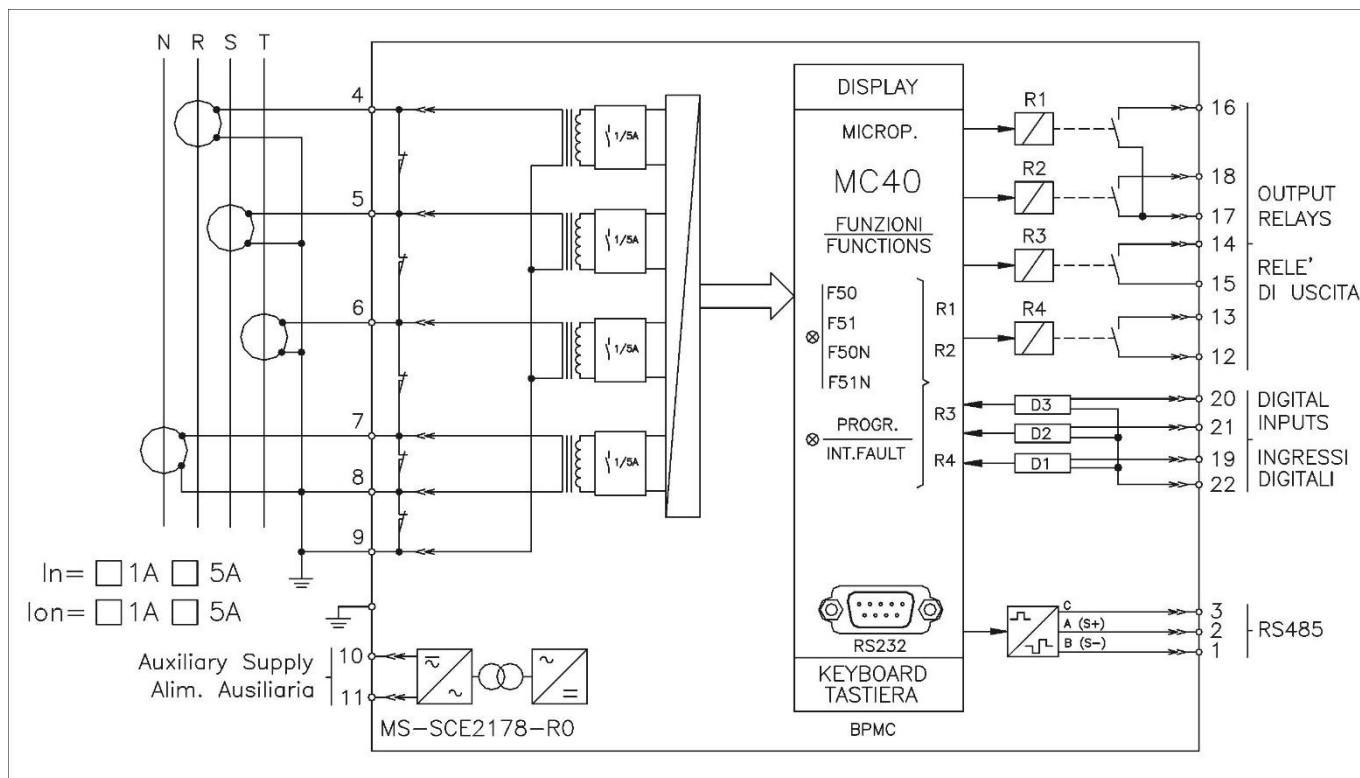 N R S T
4
5
6
7
8
9
In= 1A 5A
Ion= 1A 5A
Auxiliary Supply
Alim. Ausiliaria
10
11
MS-SCE2178-R0
1/5A
1/5A
1/5A
1/5A
DISPLAY
MICROP.
MC40
FUNZIONI
FUNCTIONS
F50
F51
F50N
F51N
R1
R2
R3
R4
PROGR.
INT.FAULT
RS232
KEYBOARD
TASTIERA
BPMC
R1
R2
R3
R4
16
18
17
14
15
13
12
OUTPUT
RELAYS
RELE'
DI USCITA
D3
D2
D1
20
21
19
22
DIGITAL
INPUTS
INGRESSI
DIGITALI
C
A (S+)
B (S-)
3
2
1
RS485